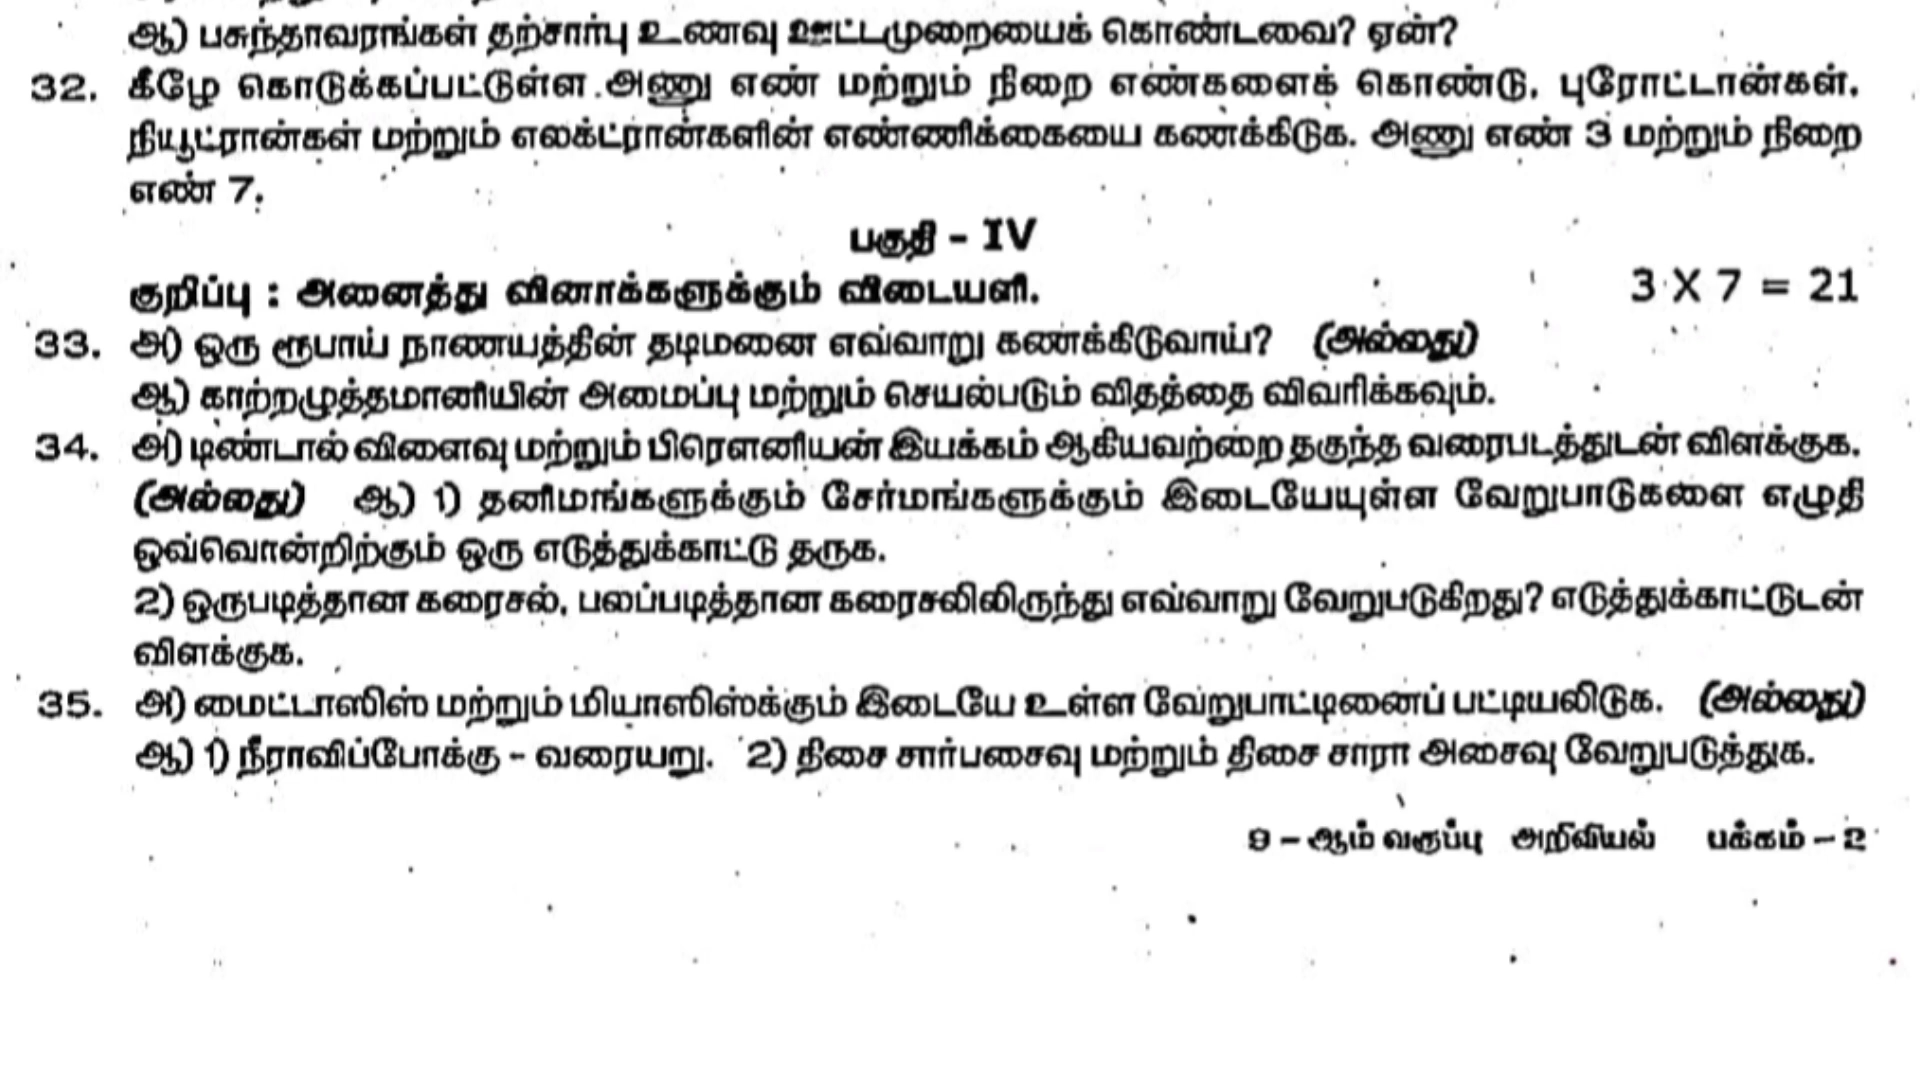 ஆ) பசுந்தாவரங்கள் தற்சார்பு உணவு ஊட்டமுறையைக் கொண்டவை? ஏன்?
32. கீழே கொடுக்கப்பட்டுள்ள அணு எண் மற்றும் நிறை எண்களைக் கொண்டு, புரோட்டான்கள்,
நியூட்ரான்கள் மற்றும் எலக்ட்ரான்களின் எண்ணிக்கையை கணக்கிடுக. அணு எண் 3 மற்றும் நிறை
எண் 7.
பகுதி – IV
குறிப்பு : அனைத்து வினாக்களுக்கும் விடையளி. 3 X 7 = 21
33. அ) ஒரு ரூபாய் நாணயத்தின் தடிமனை எவ்வாறு கணக்கிடுவாய்? (அல்லது)
ஆ) காற்றழுத்தமானியின் அமைப்பு மற்றும் செயல்படும் விதத்தை விவரிக்கவும்.
34. அ) டிண்டால் விளைவு மற்றும் பிரௌனியன் இயக்கம் ஆகியவற்றை தகுந்த வரைபடத்துடன் விளக்குக.
(அல்லது) ஆ) 1) தனிமங்களுக்கும் சேர்மங்களுக்கும் இடையேயுள்ள வேறுபாடுகளை எழுதி
ஒவ்வொன்றிற்கும் ஒரு எடுத்துக்காட்டு தருக.
2) ஒருபடித்தான கரைசல், பலப்படித்தான கரைசலிலிருந்து எவ்வாறு வேறுபடுகிறது? எடுத்துக்காட்டுடன்
விளக்குக.
35. அ) மைட்டாஸிஸ் மற்றும் மியாஸிஸ்க்கும் இடையே உள்ள வேறுபாட்டினைப் பட்டியலிடுக. (அல்லது)
ஆ) 1) நீராவிப்போக்கு – வரையறு. 2) திசை சார்பசைவு மற்றும் திசை சாரா அசைவு வேறுபடுத்துக.
9 – ஆம் வகுப்பு அறிவியல் பக்கம் – 2